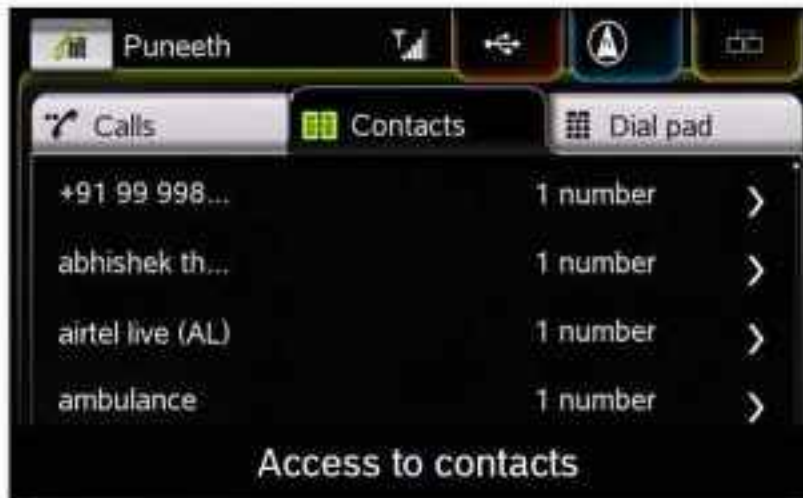 Puneeth
Calls Contacts Dial pad
+91 99 998... 1 number
abhishek th... 1 number
airtel live (AL) 1 number
ambulance 1 number
Access to contacts